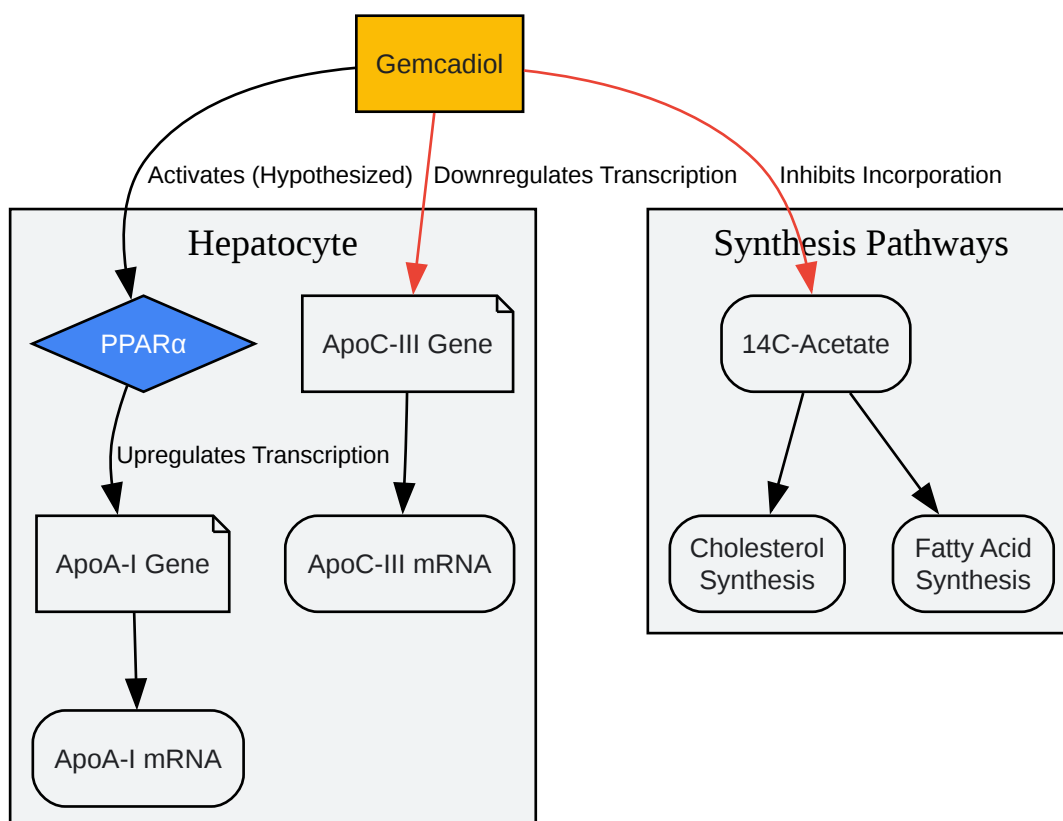 Gemcadiol
Activates (Hypothesized)
Downregulates Transcription
Inhibits Incorporation
Hepatocyte
Synthesis Pathways
PPARα
ApoC-III Gene
14C-Acetate
Upregulates Transcription
ApoA-I Gene
ApoC-III mRNA
Cholesterol
Synthesis
Fatty Acid
Synthesis
ApoA-I mRNA